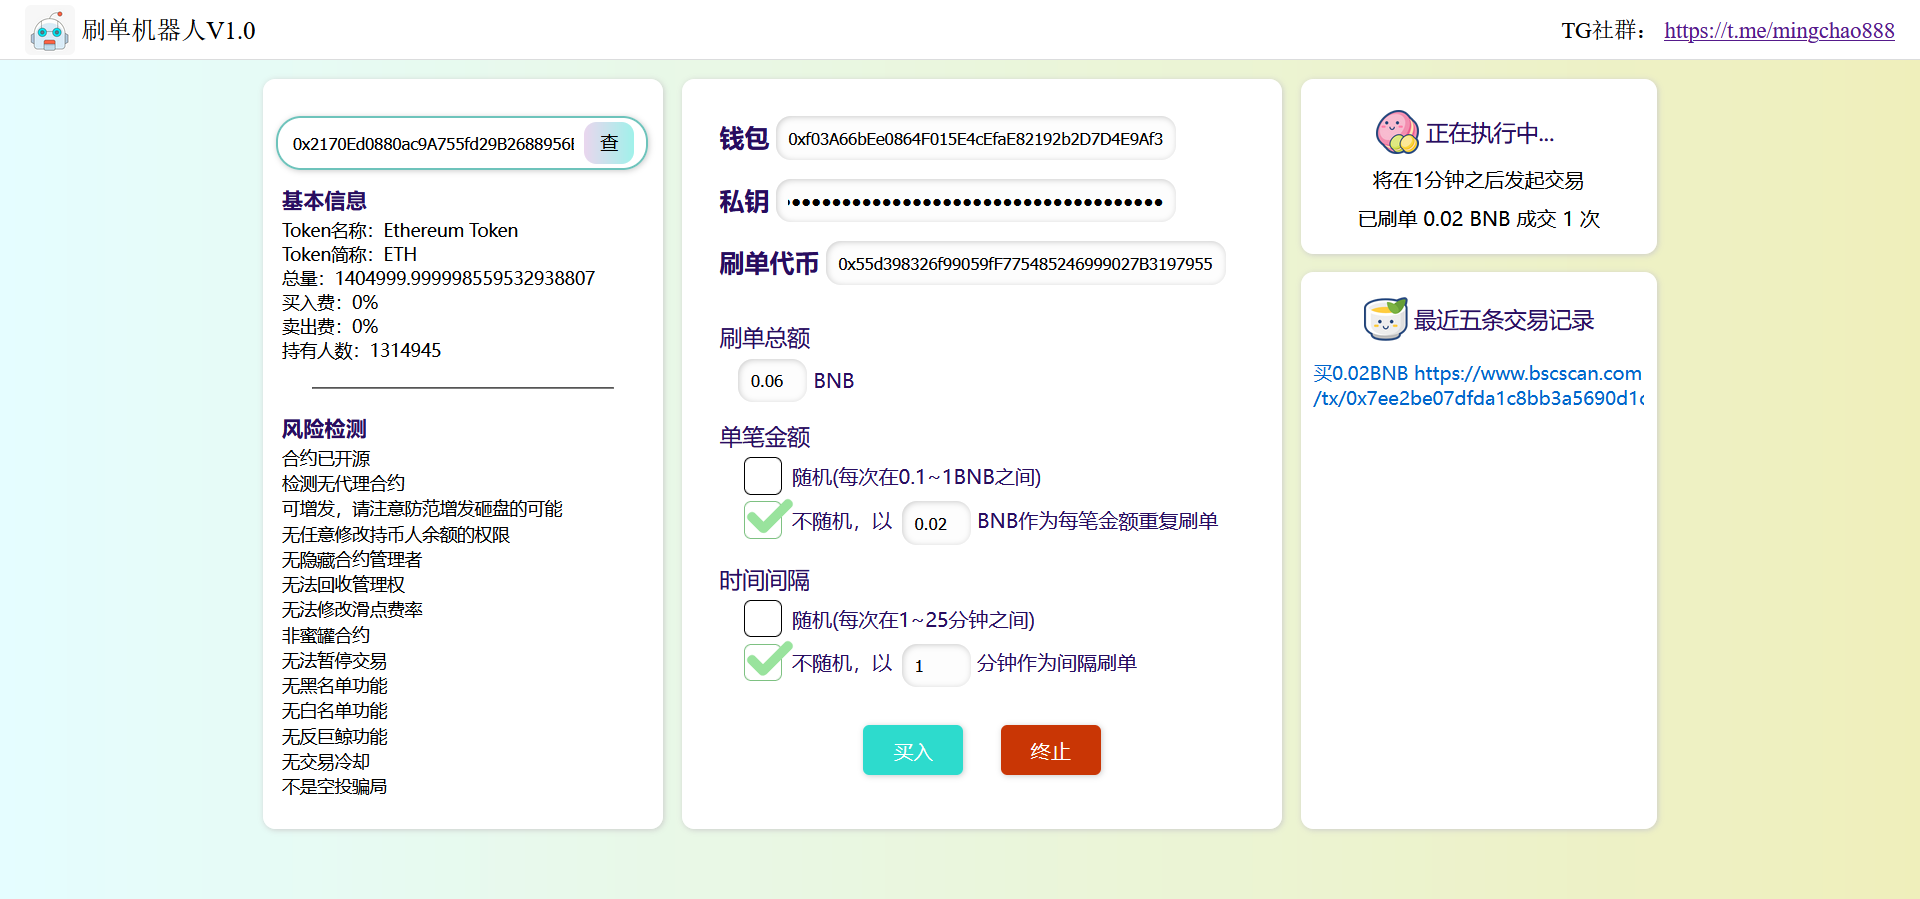 刷单机器人V1.0
TG社群： https://t.me/mingchao888
0x2170Ed0880ac9A755fd29B2688956I 查
基本信息
Token名称：Ethereum Token
Token简称：ETH
总量：1404999.999998559532938807
买入费：0%
卖出费：0%
持有人数：1314945
风险检测
合约已开源
检测无代理合约
可增发，请注意防范增发砸盘的可能
无任意修改持币人余额的权限
无隐藏合约管理者
无法回收管理权
无法修改滑点费率
非蜜罐合约
无法暂停交易
无黑名单功能
无白名单功能
无反巨鲸功能
无交易冷却
不是空投骗局
钱包 0xf03A66bEe0864F015E4cEfaE82192b2D7D4E9Af3
私钥
刷单代币 0x55d398326f99059fF775485246999027B3197955
刷单总额
0.06 BNB
单笔金额
随机(每次在0.1~1BNB之间)
不随机，以 0.02 BNB作为每笔金额重复刷单
时间间隔
随机(每次在1~25分钟之间)
不随机，以 1 分钟作为间隔刷单
买入 终止
正在执行中...
将在1分钟之后发起交易
已刷单 0.02 BNB 成交 1 次
最近五条交易记录
买0.02BNB https://www.bscscan.com
/tx/0x7ee2be07dfda1c8bb3a5690d1c